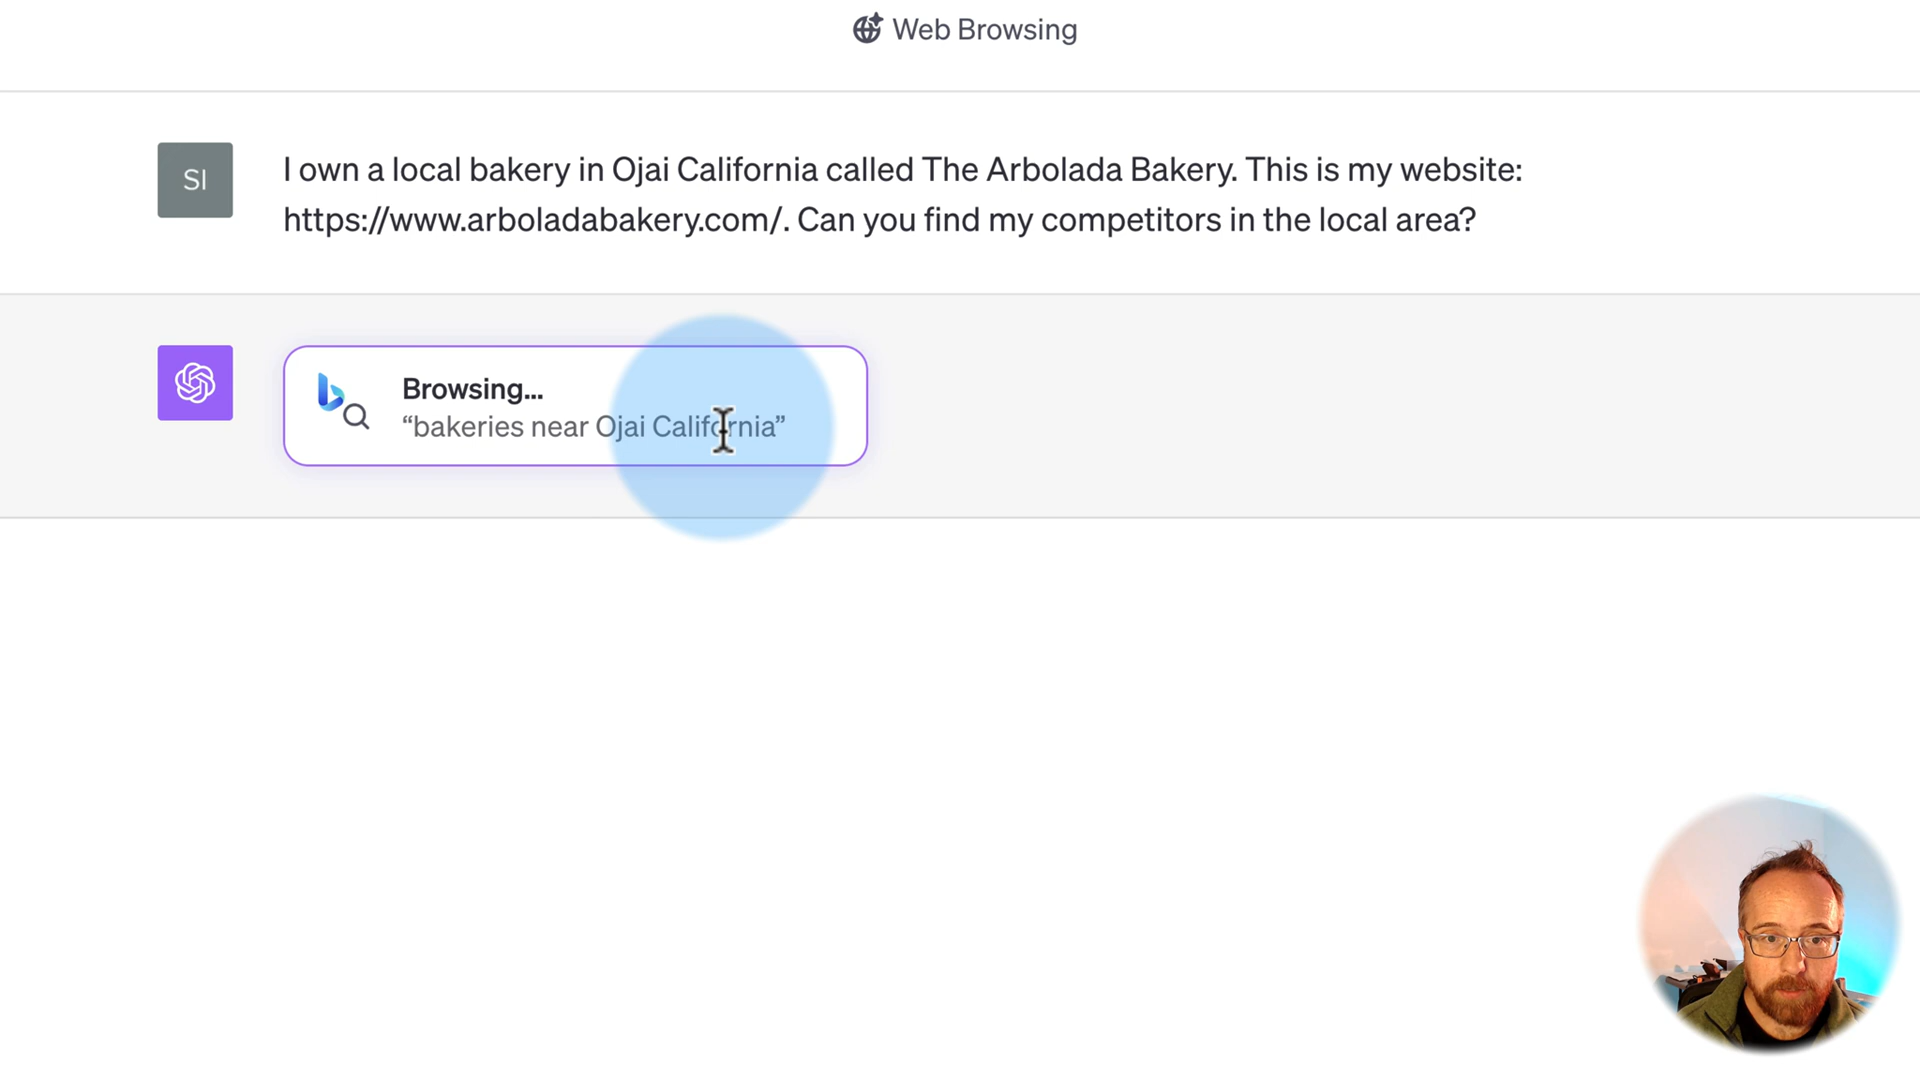 Web Browsing
SI
I own a local bakery in Ojai California called The Arbolada Bakery. This is my website:
https://www.arboladabakery.com/. Can you find my competitors in the local area?
Browsing...
“bakeries near Ojai California”